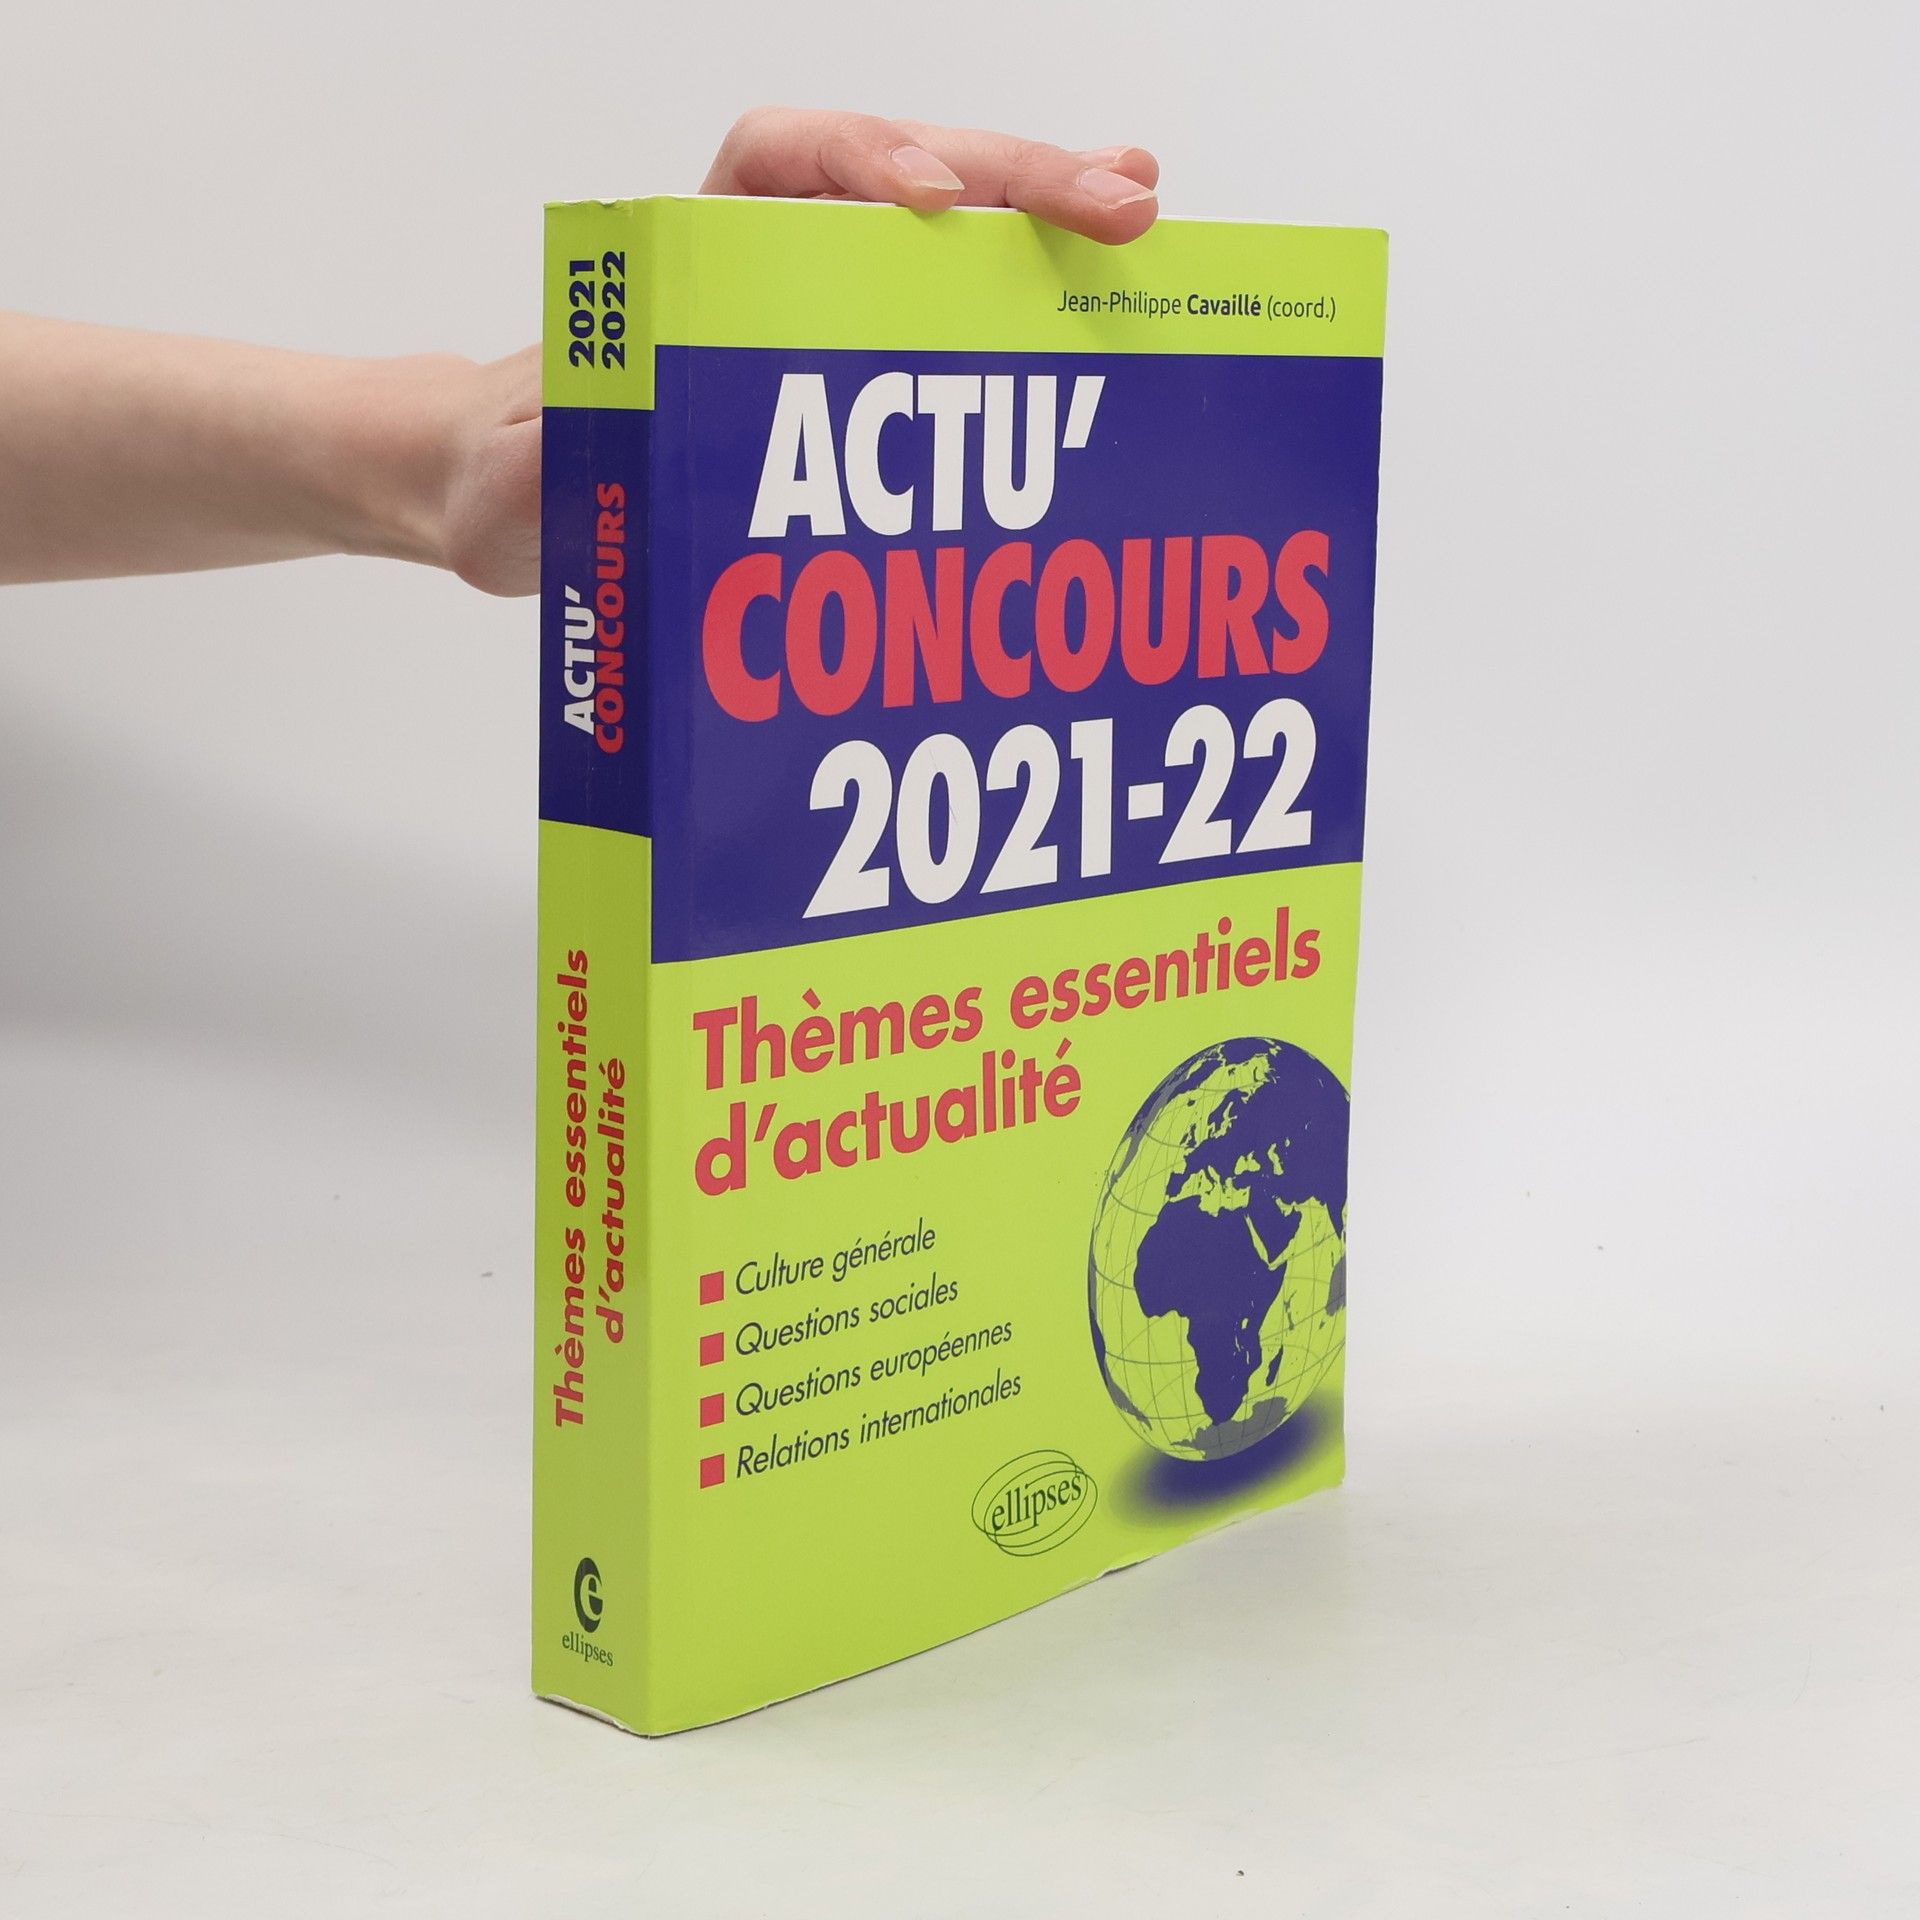 2021
2022
ACTU'
CONCOURS
Thèmes essentiels
d'actualité
e
ellipses
Jean-Philippe Cavaillé (coord.)
ACTU'
CONCOURS
2021-22
Thèmes essentiels
d'actualité
Culture générale
Questions sociales
Questions européennes
Relations internationales
ellipses